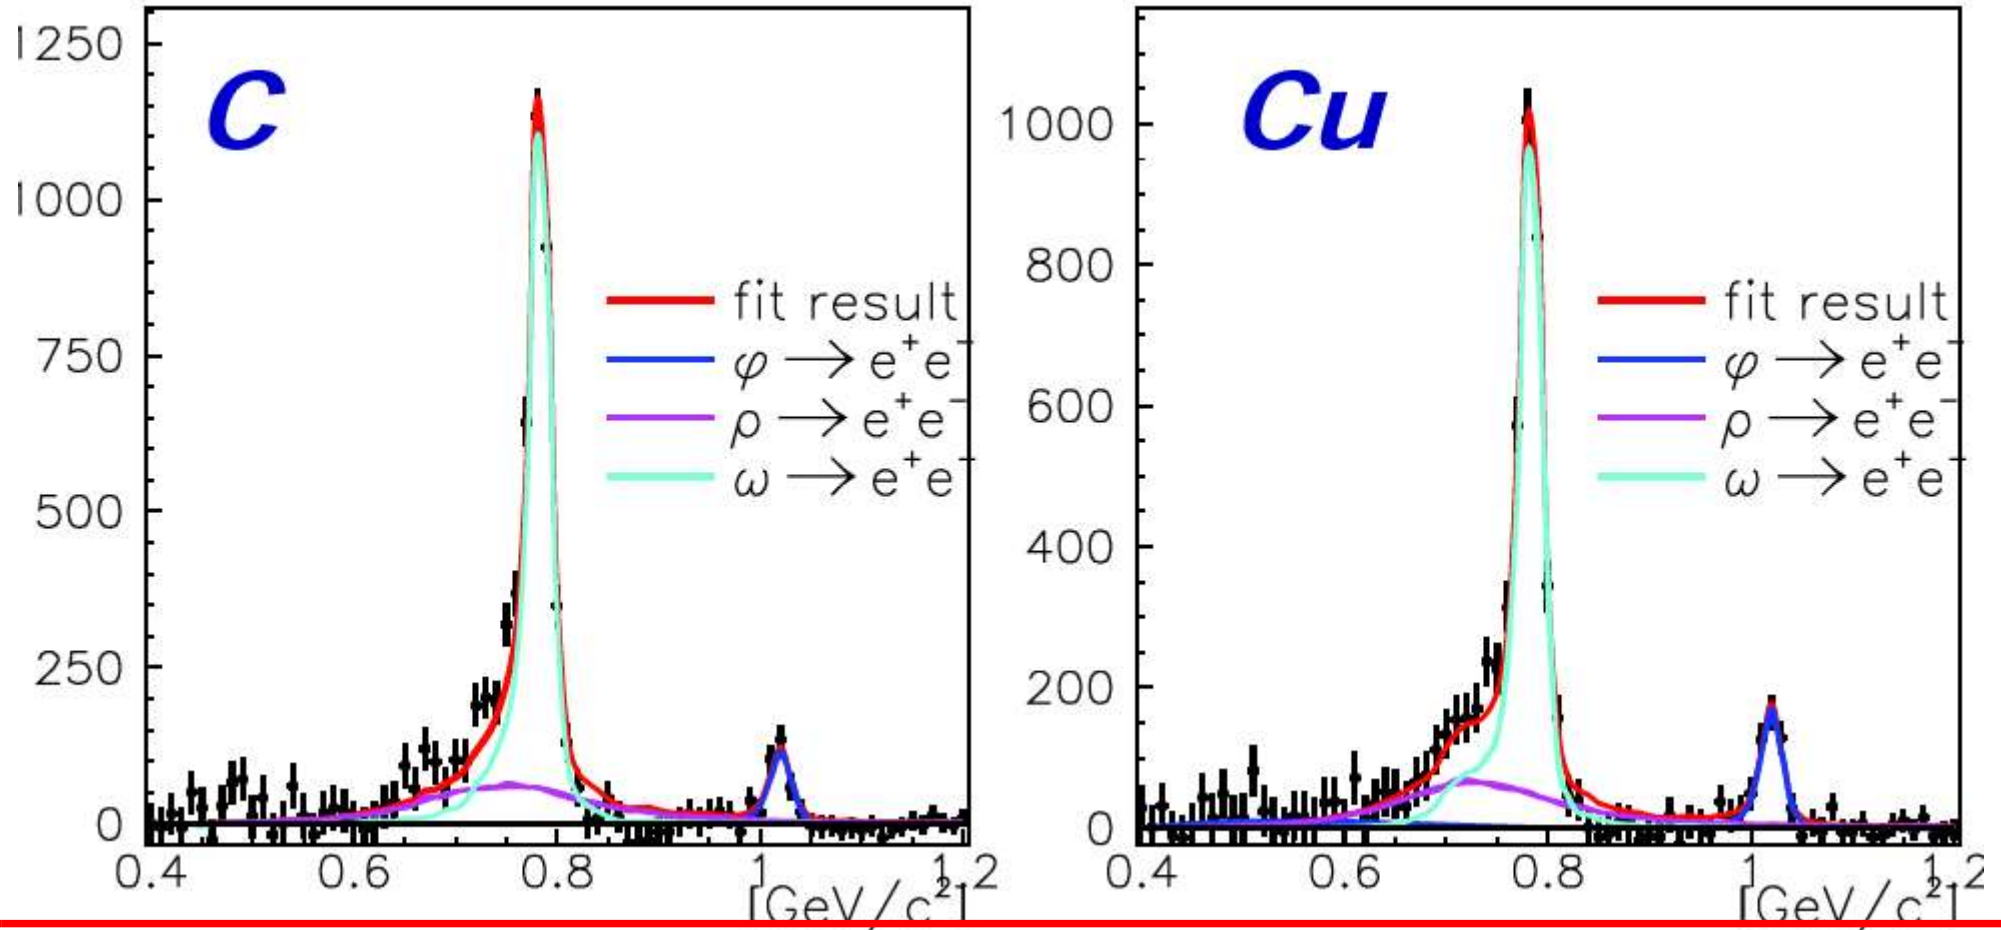 C
1250
1000
750
500
250
0
0.4 0.6 0.8 1 1.2
[GeV/c²]
fit result
φ → e⁺e⁻
ρ → e⁺e⁻
ω → e⁺e⁻
Cu
1000
800
600
400
200
0
0.4 0.6 0.8 1 1.2
[GeV/c²]
fit result
φ → e⁺e⁻
ρ → e⁺e⁻
ω → e⁺e⁻